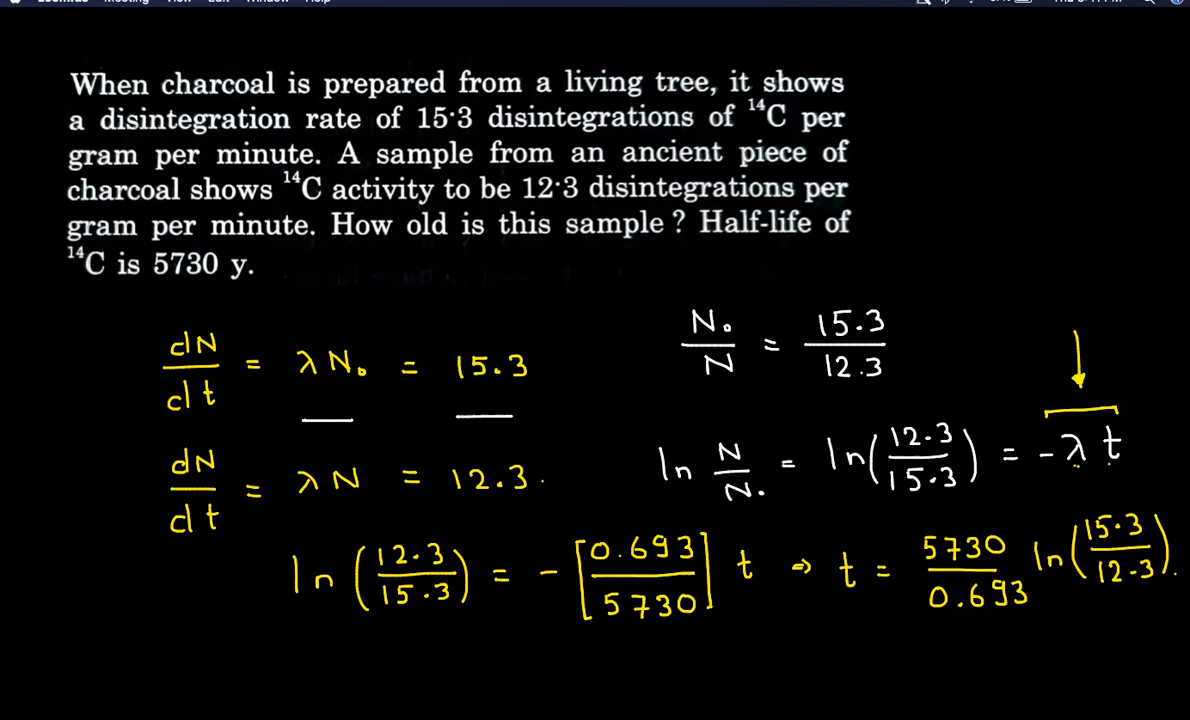 When charcoal is prepared from a living tree, it shows
a disintegration rate of 15·3 disintegrations of ¹⁴C per
gram per minute. A sample from an ancient piece of
charcoal shows ¹⁴C activity to be 12·3 disintegrations per
gram per minute. How old is this sample ? Half-life of
¹⁴C is 5730 y.
dN/dt = λN₀ = 15.3
N₀/N = 15.3/12.3
dN/dt = λN = 12.3.
ln N/N₀ = ln(12.3/15.3) = -λt
ln(12.3/15.3) = -[0.693/5730] t ⇒ t = 5730/0.693 ln(15.3/12.3).